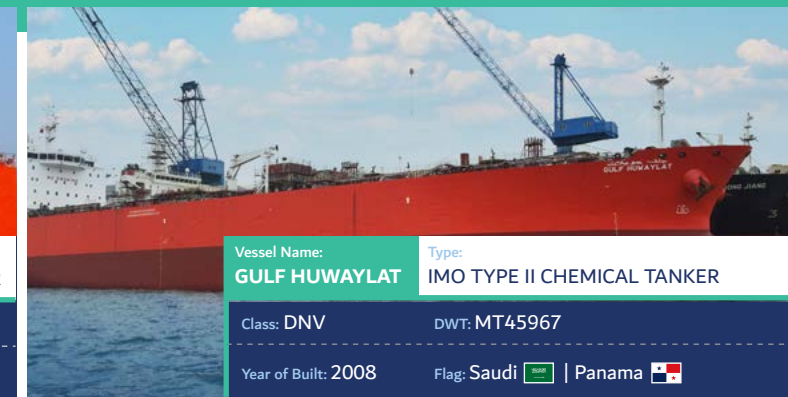 GULF HUWAYLAT
Vessel Name:
GULF HUWAYLAT
Type:
IMO TYPE II CHEMICAL TANKER
Class: DNV
DWT: MT45967
Year of Built: 2008
Flag: Saudi | Panama